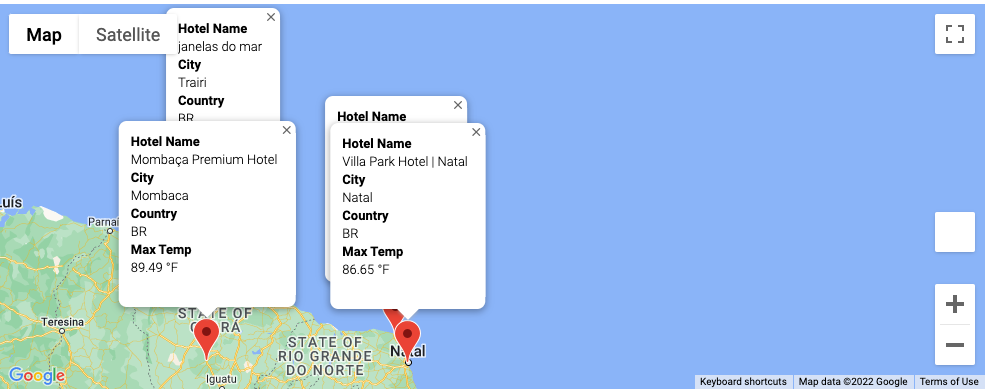 Map
Satellite
Hotel Name
janelas do mar
City
Trairi
Country
BR
Hotel Name
Mombaça Premium Hotel
City
Mombaca
Country
BR
Max Temp
89.49 °F
Hotel Name
Hotel Name
Villa Park Hotel | Natal
City
Natal
Country
BR
Max Temp
86.65 °F
uís
Parnaí
Teresina
STATE OF
CEARÁ
STATE OF
RIO GRANDE
DO NORTE
Natal
Iguatu
Google
Keyboard shortcuts
Map data ©2022 Google
Terms of Use